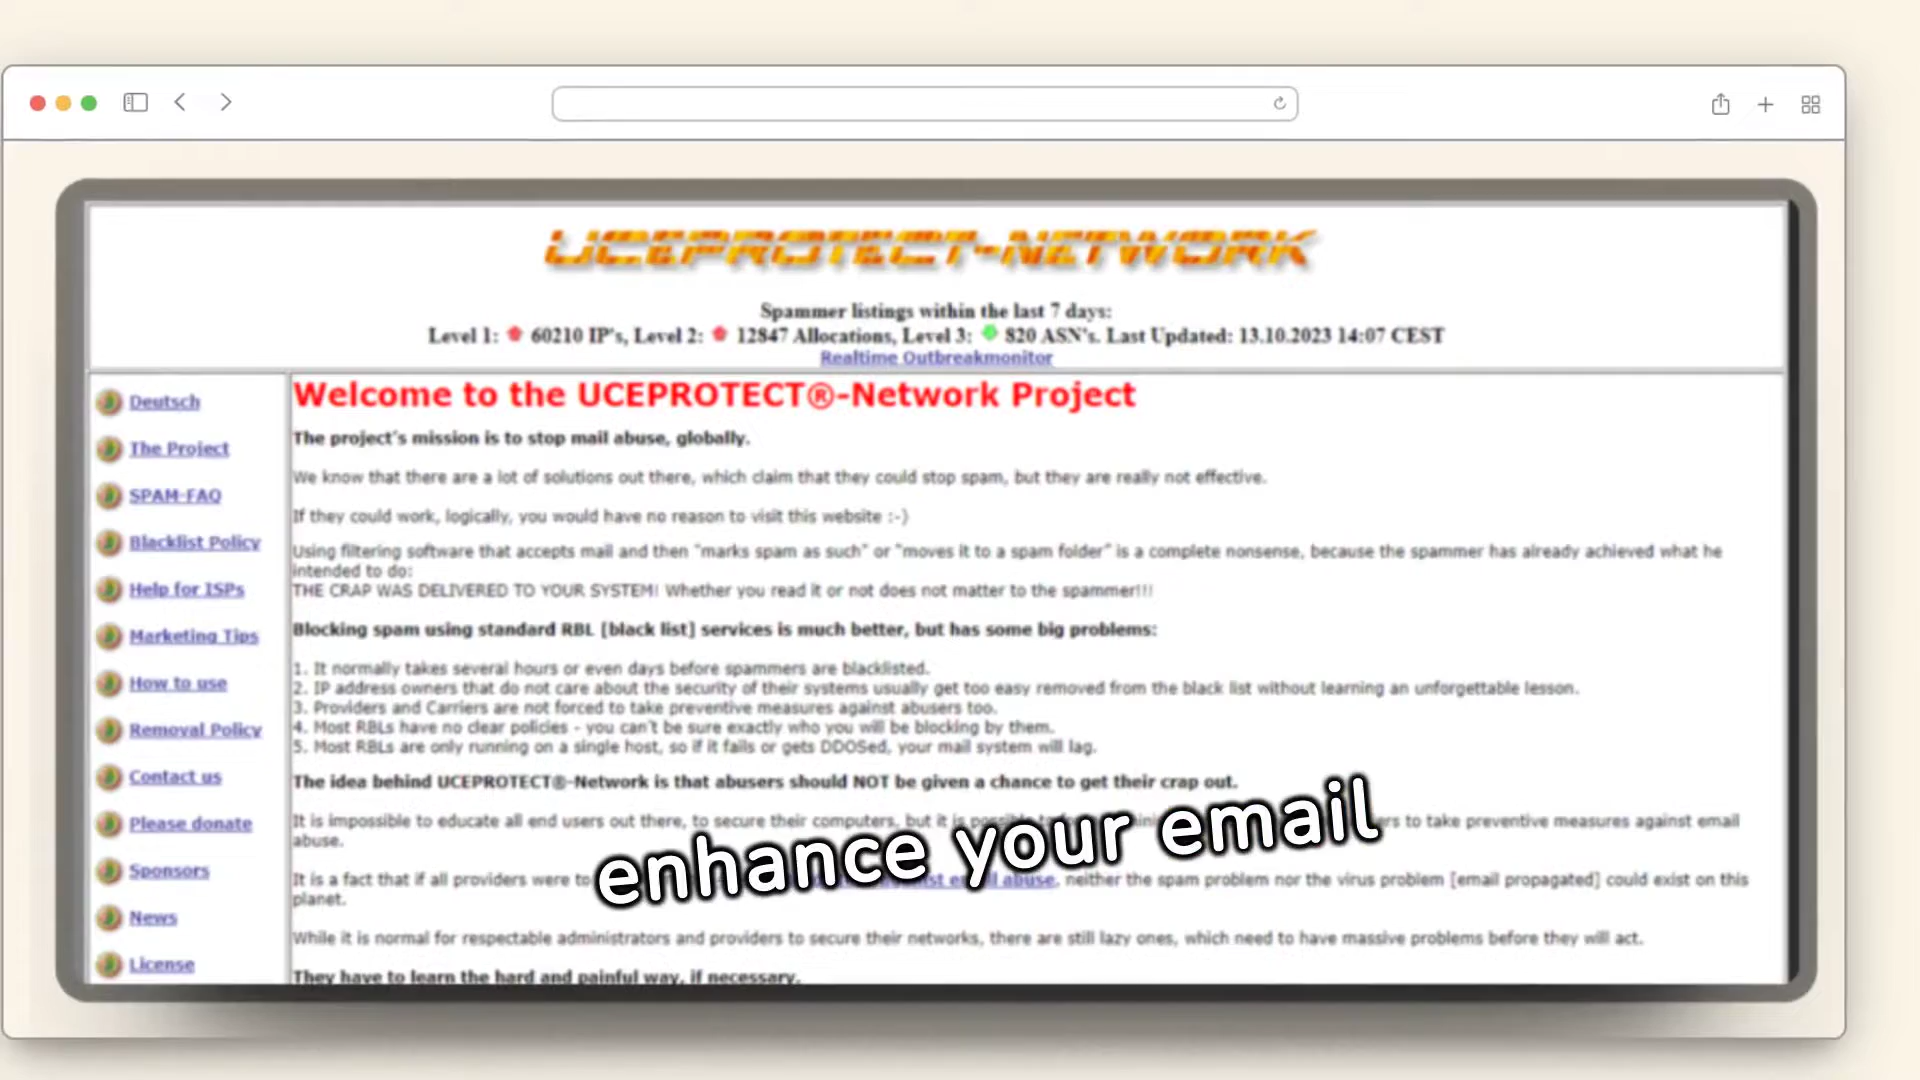 UCEPROTECT-NETWORK
Spammer listings within the last 7 days:
Level 1: 60210 IP's, Level 2: 12847 Allocations, Level 3: 820 ASN's. Last Updated: 13.10.2023 14:07 CEST
Realtime Outbreakmonitor
Deutsch
The Project
SPAM-FAQ
Blacklist Policy
Help for ISPs
Marketing Tips
How to use
Removal Policy
Contact us
Please donate
Sponsors
News
License
Welcome to the UCEPROTECT®-Network Project
The project's mission is to stop mail abuse, globally.
We know that there are a lot of solutions out there, which claim that they could stop spam, but they are really not effective.
If they could work, logically, you would have no reason to visit this website :-)
Using filtering software that accepts mail and then "marks spam as such" or "moves it to a spam folder" is a complete nonsense, because the spammer has already achieved what he
intended to do:
THE CRAP WAS DELIVERED TO YOUR SYSTEM! Whether you read it or not does not matter to the spammer!!!
Blocking spam using standard RBL [black list] services is much better, but has some big problems:
1. It normally takes several hours or even days before spammers are blacklisted.
2. IP address owners that do not care about the security of their systems usually get too easy removed from the black list without learning an unforgettable lesson.
3. Providers and Carriers are not forced to take preventive measures against abusers too.
4. Most RBLs have no clear policies - you can't be sure exactly who you will be blocking by them.
5. Most RBLs are only running on a single host, so if it fails or gets DDOSed, your mail system will lag.
The idea behind UCEPROTECT®-Network is that abusers should NOT be given a chance to get their crap out.
It is impossible to educate all end users out there, to secure their computers, but it is to take preventive measures against email
abuse.
It is a fact that if all providers were to email abuse, neither the spam problem nor the virus problem [email propagated] could exist on this
planet.
While it is normal for respectable administrators and providers to secure their networks, there are still lazy ones, which need to have massive problems before they will act.
They have to learn the hard and painful way, if necessary.
enhance your email